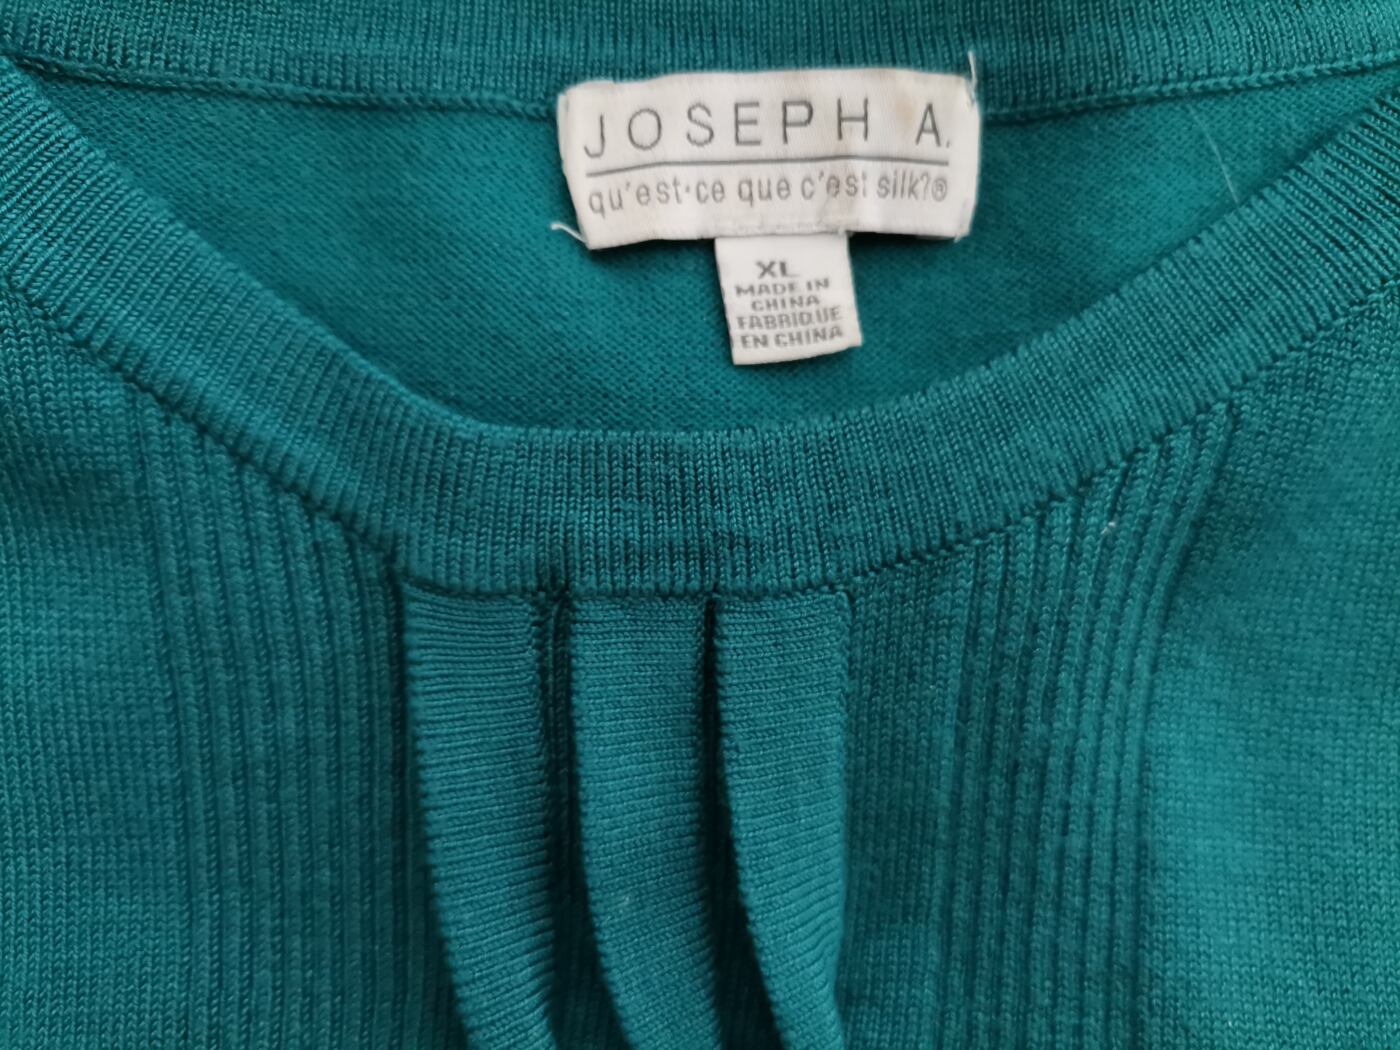 JOSEPH A.
qu'est·ce que c'est silk?®
XL
MADE IN
CHINA
FABRIQUE
EN CHINA